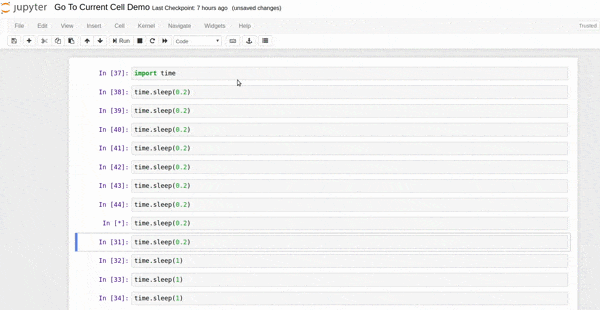 jupyter Go To Current Cell Demo Last Checkpoint: 7 hours ago (unsaved changes)
File Edit View Insert Cell Kernel Navigate Widgets Help Trusted
Run Code
In [37]: import time
In [38]: time.sleep(0.2)
In [39]: time.sleep(0.2)
In [40]: time.sleep(0.2)
In [41]: time.sleep(0.2)
In [42]: time.sleep(0.2)
In [43]: time.sleep(0.2)
In [44]: time.sleep(0.2)
In [*]: time.sleep(0.2)
In [31]: time.sleep(0.2)
In [32]: time.sleep(1)
In [33]: time.sleep(1)
In [34]: time.sleep(1)